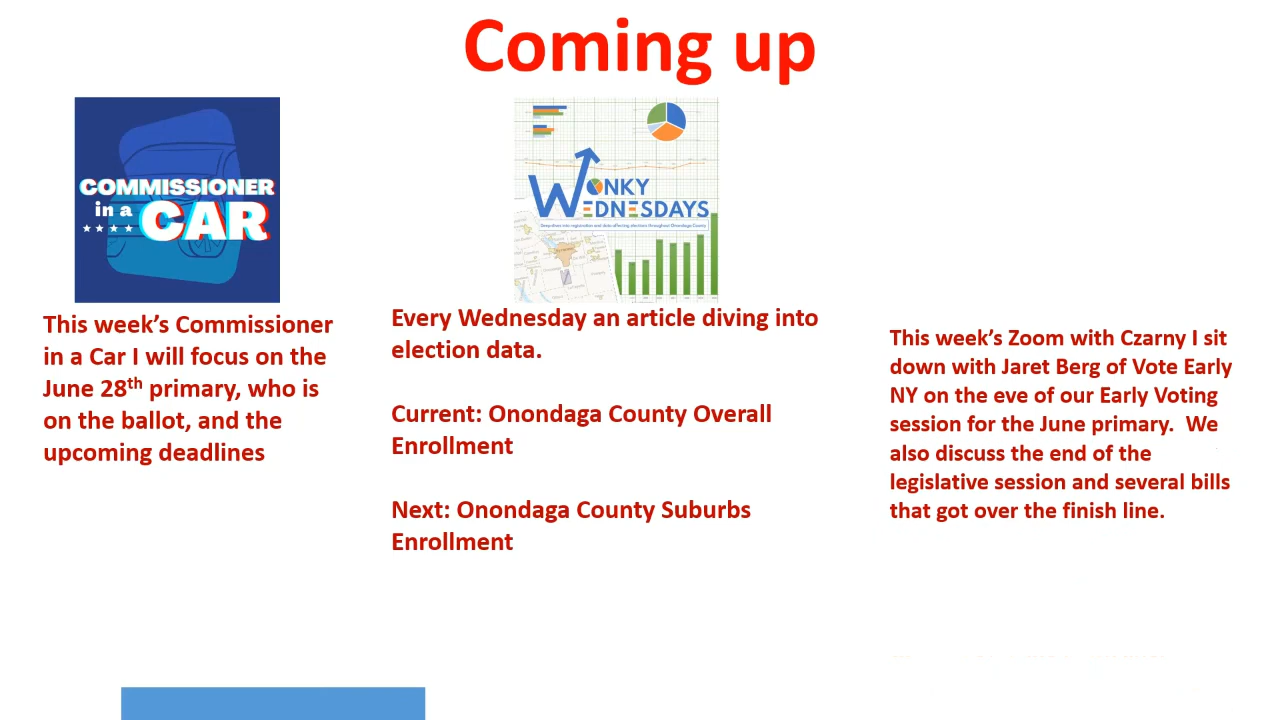 Coming up
COMMISSIONER
in a
CAR
This week's Commissioner
in a Car I will focus on the
June 28th primary, who is
on the ballot, and the
upcoming deadlines
WONKY
WEDNESDAYS
Every Wednesday an article diving into
election data.
Current: Onondaga County Overall
Enrollment
Next: Onondaga County Suburbs
Enrollment
This week's Zoom with Czarny I sit
down with Jaret Berg of Vote Early
NY on the eve of our Early Voting
session for the June primary.  We
also discuss the end of the
legislative session and several bills
that got over the finish line.